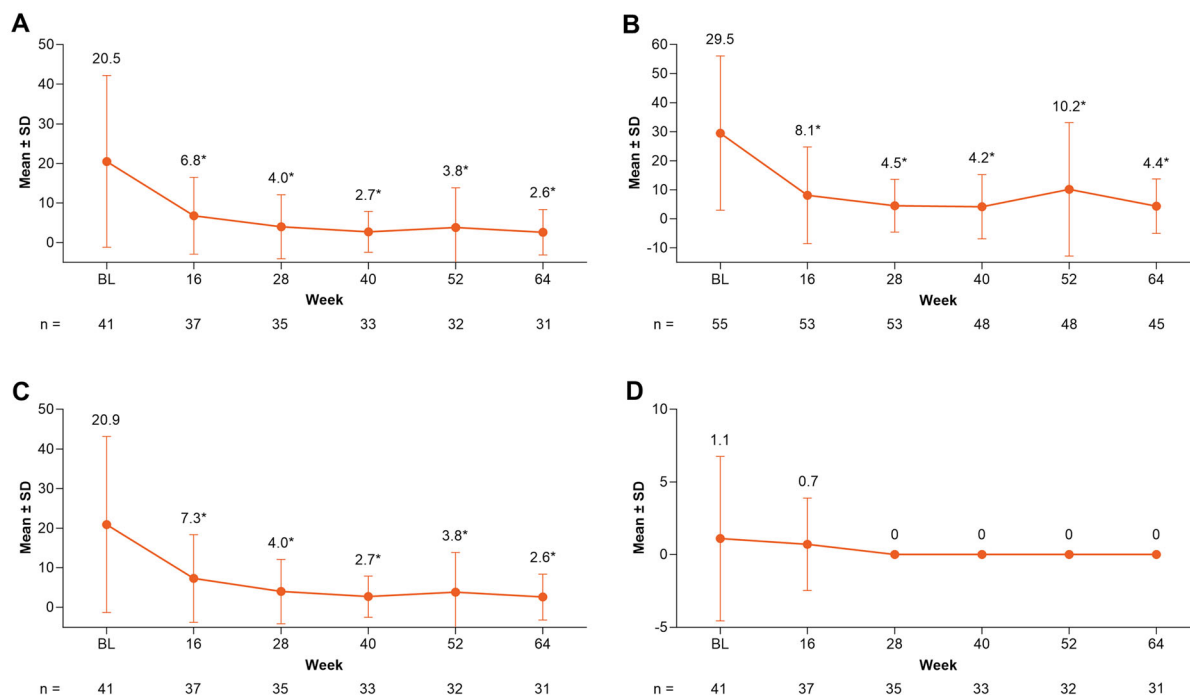 A
Mean ± SD
50
40
30
20
10
0
20.5
6.8*
4.0*
2.7*
3.8*
2.6*
BL 16 28 40 52 64
Week
n = 41 37 35 33 32 31
B
Mean ± SD
60
50
40
30
20
10
0
-10
29.5
8.1*
4.5*
4.2*
10.2*
4.4*
BL 16 28 40 52 64
Week
n = 55 53 53 48 48 45
C
Mean ± SD
50
40
30
20
10
0
20.9
7.3*
4.0*
2.7*
3.8*
2.6*
BL 16 28 40 52 64
Week
n = 41 37 35 33 32 31
D
Mean ± SD
10
5
0
-5
1.1
0.7
0
0
0
0
BL 16 28 40 52 64
Week
n = 41 37 35 33 32 31